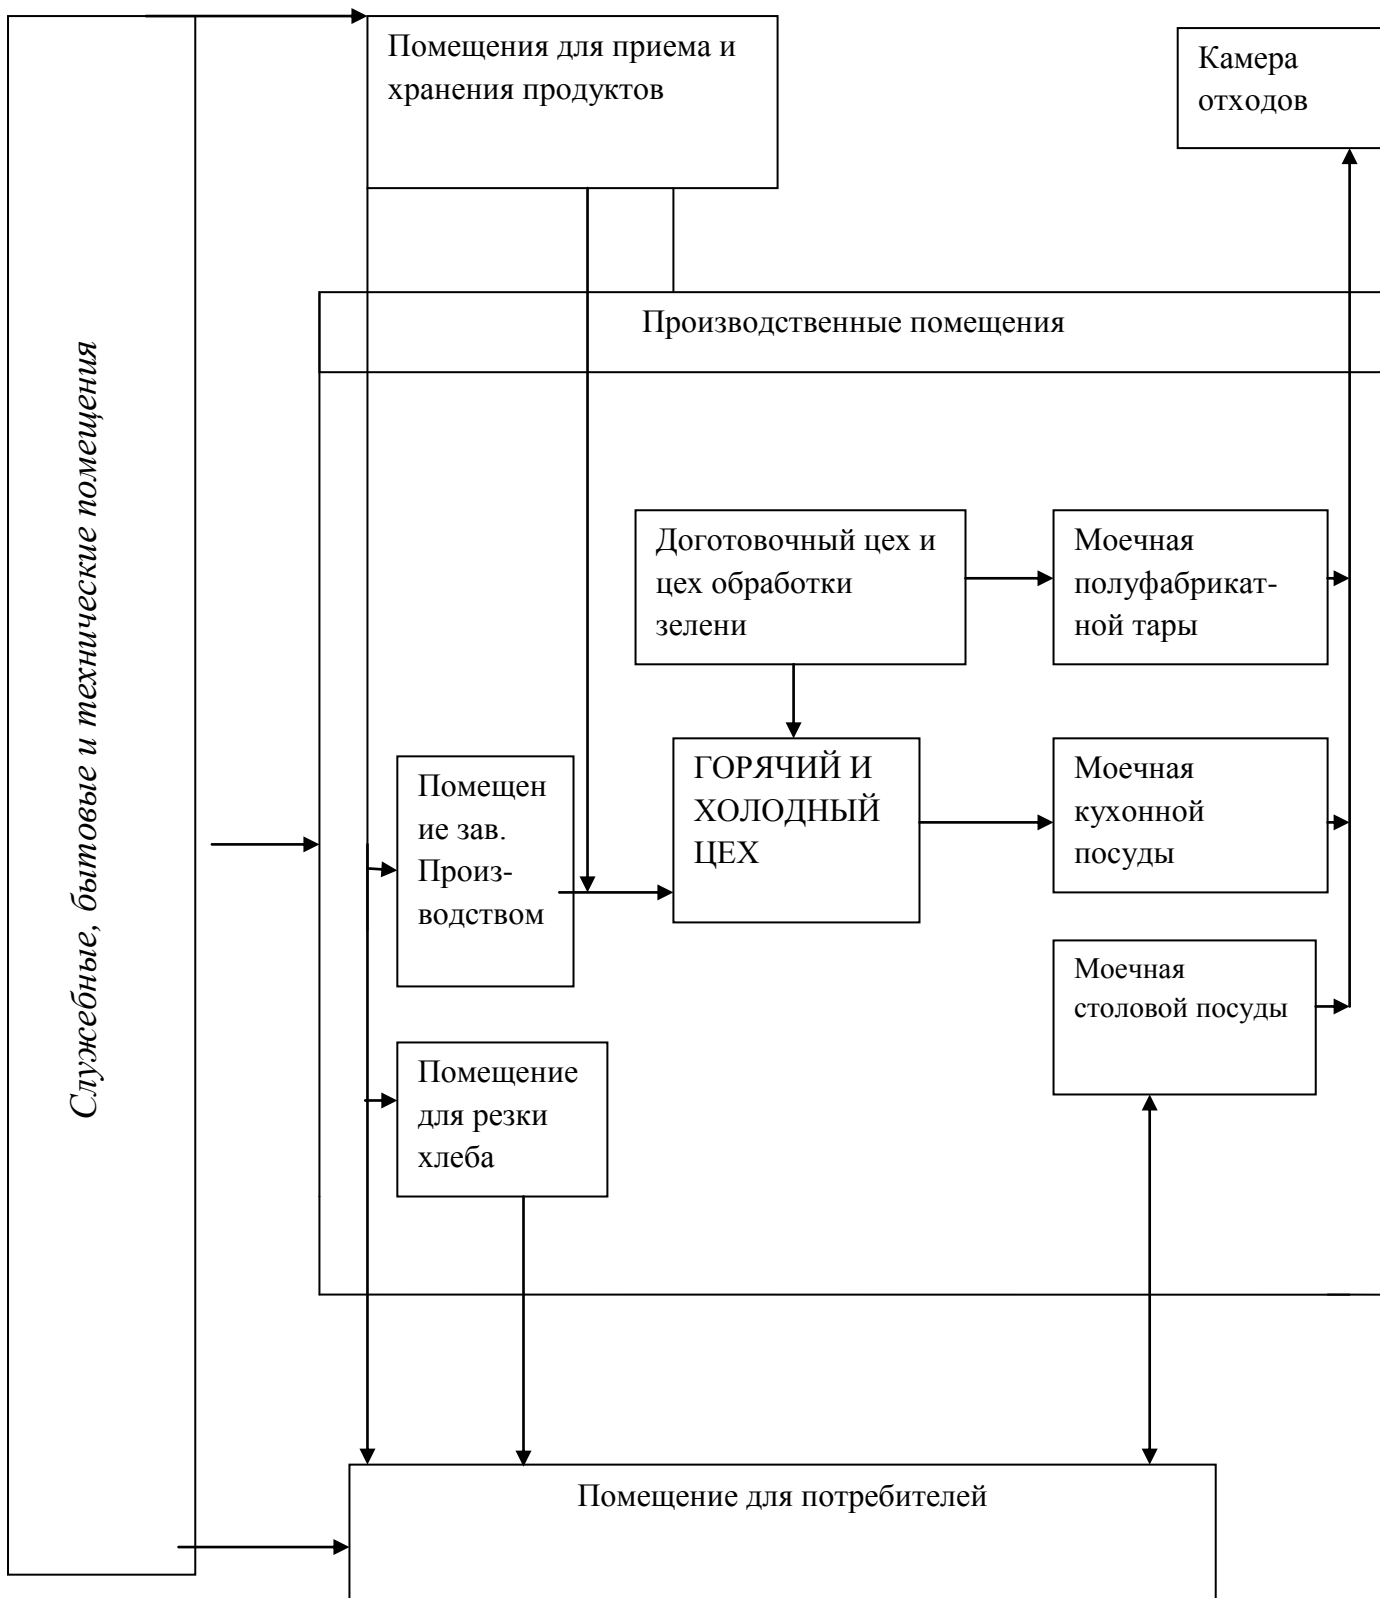 Служебные, бытовые и технические помещения
Помещения для приема и
хранения продуктов
Камера
отходов
Производственные помещения
Доготовочный цех и
цех обработки
зелени
Моечная
полуфабрикат-
ной тары
Помещен
ие зав.
Произ-
водством
ГОРЯЧИЙ И
ХОЛОДНЫЙ
ЦЕХ
Моечная
кухонной
посуды
Моечная
столовой посуды
Помещение
для резки
хлеба
Помещение для потребителей